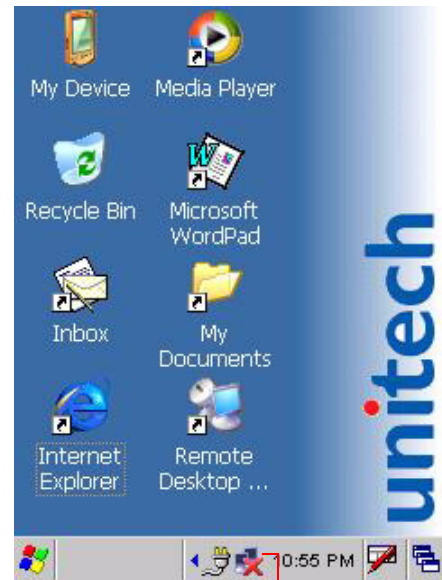 My Device
Media Player
Recycle Bin
Microsoft
WordPad
Inbox
My
Documents
Internet
Explorer
Remote
Desktop ...
unitech
0:55 PM